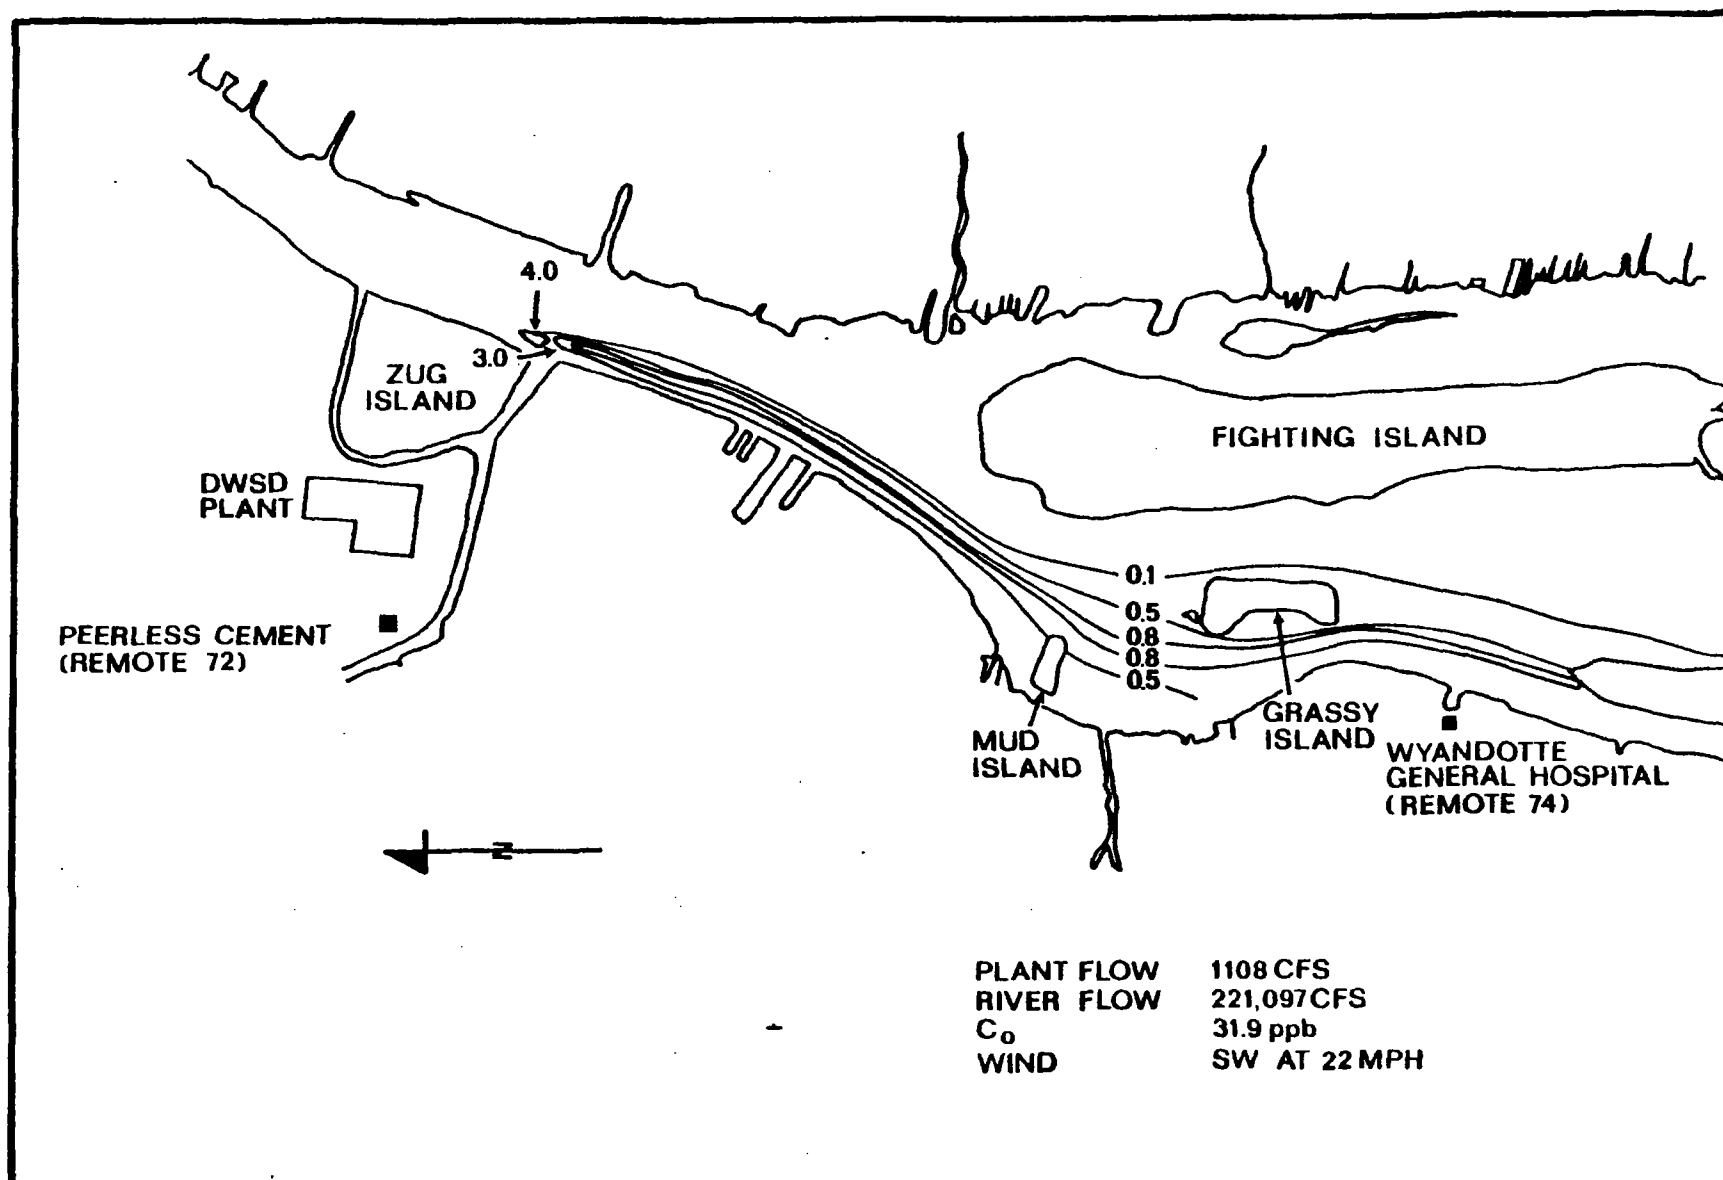 4.0
3.0
ZUG
ISLAND
FIGHTING ISLAND
DWSD
PLANT
0.1
0.5
0.8
0.8
0.5
PEERLESS CEMENT
(REMOTE 72)
MUD
ISLAND
GRASSY
ISLAND
WYANDOTTE
GENERAL HOSPITAL
(REMOTE 74)
N
PLANT FLOW 1108 CFS
RIVER FLOW 221,097 CFS
Co 31.9 ppb
WIND SW AT 22 MPH